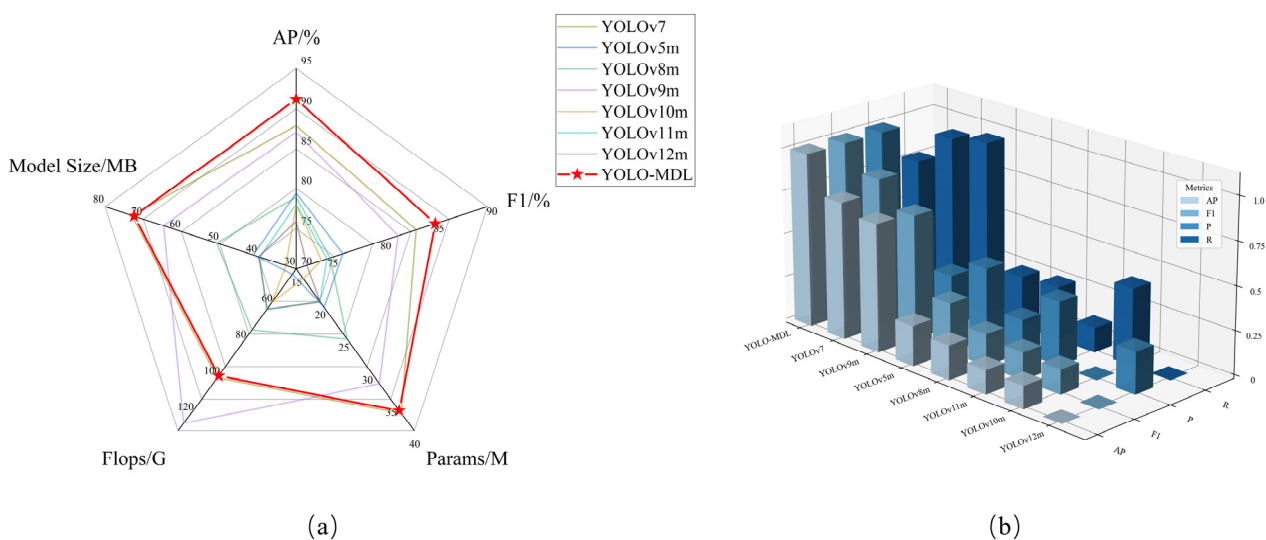 AP/%
95
90
85
80
75
70
F1/%
90
85
80
75
Params/M
40
35
30
25
20
15
Flops/G
120
100
80
60
Model Size/MB
80
70
60
50
40
30
YOLOv7
YOLOv5m
YOLOv8m
YOLOv9m
YOLOv10m
YOLOv11m
YOLOv12m
YOLO-MDL
(a)
Metrics
AP
F1
P
R
1.0
0.75
0.5
0.25
0
YOLO-MDL
YOLOv7
YOLOv9m
YOLOv5m
YOLOv8m
YOLOv11m
YOLOv10m
YOLOv12m
AP
F1
P
R
(b)